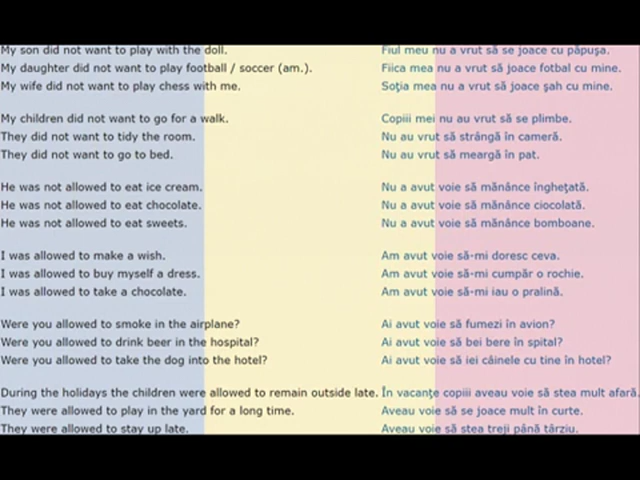 My son did not want to play with the doll. Fiul meu nu a vrut să se joace cu păpuşa.
My daughter did not want to play football / soccer (am.). Fiica mea nu a vrut să joace fotbal cu mine.
My wife did not want to play chess with me. Soţia mea nu a vrut să joace şah cu mine.
My children did not want to go for a walk. Copiii mei nu au vrut să se plimbe.
They did not want to tidy the room. Nu au vrut să strângă în cameră.
They did not want to go to bed. Nu au vrut să meargă în pat.
He was not allowed to eat ice cream. Nu a avut voie să mănânce îngheţată.
He was not allowed to eat chocolate. Nu a avut voie să mănânce ciocolată.
He was not allowed to eat sweets. Nu a avut voie să mănânce bomboane.
I was allowed to make a wish. Am avut voie să-mi doresc ceva.
I was allowed to buy myself a dress. Am avut voie să-mi cumpăr o rochie.
I was allowed to take a chocolate. Am avut voie să-mi iau o pralină.
Were you allowed to smoke in the airplane? Ai avut voie să fumezi în avion?
Were you allowed to drink beer in the hospital? Ai avut voie să bei bere în spital?
Were you allowed to take the dog into the hotel? Ai avut voie să iei câinele cu tine în hotel?
During the holidays the children were allowed to remain outside late. În vacanţe copiii aveau voie să stea mult afară.
They were allowed to play in the yard for a long time. Aveau voie să se joace mult în curte.
They were allowed to stay up late. Aveau voie să stea treji până târziu.